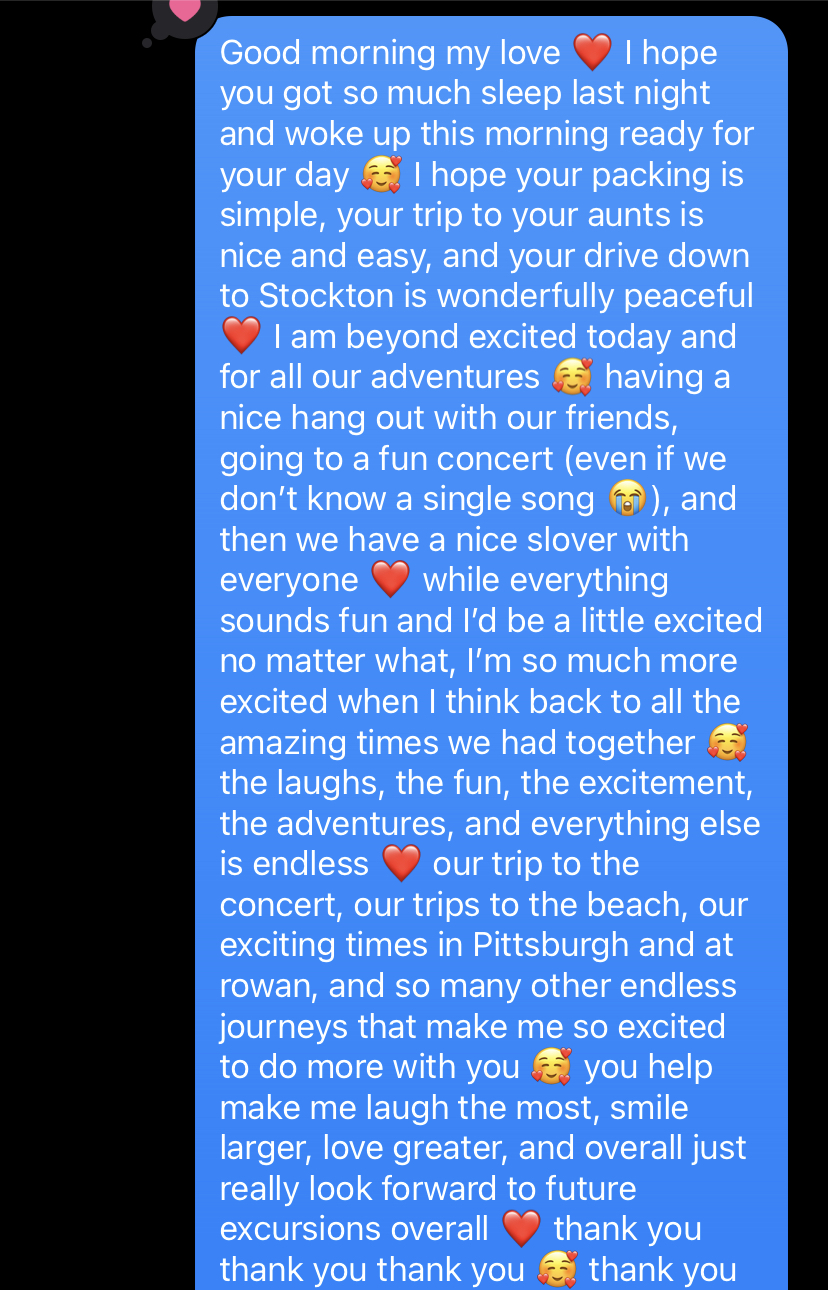 Good morning my love ❤️ I hope
you got so much sleep last night
and woke up this morning ready for
your day 🥰 I hope your packing is
simple, your trip to your aunts is
nice and easy, and your drive down
to Stockton is wonderfully peaceful
❤️ I am beyond excited today and
for all our adventures 🥰 having a
nice hang out with our friends,
going to a fun concert (even if we
don’t know a single song 😭), and
then we have a nice slover with
everyone ❤️ while everything
sounds fun and I’d be a little excited
no matter what, I’m so much more
excited when I think back to all the
amazing times we had together 🥰
the laughs, the fun, the excitement,
the adventures, and everything else
is endless ❤️ our trip to the
concert, our trips to the beach, our
exciting times in Pittsburgh and at
rowan, and so many other endless
journeys that make me so excited
to do more with you 🥰 you help
make me laugh the most, smile
larger, love greater, and overall just
really look forward to future
excursions overall ❤️ thank you
thank you thank you 🥰 thank you